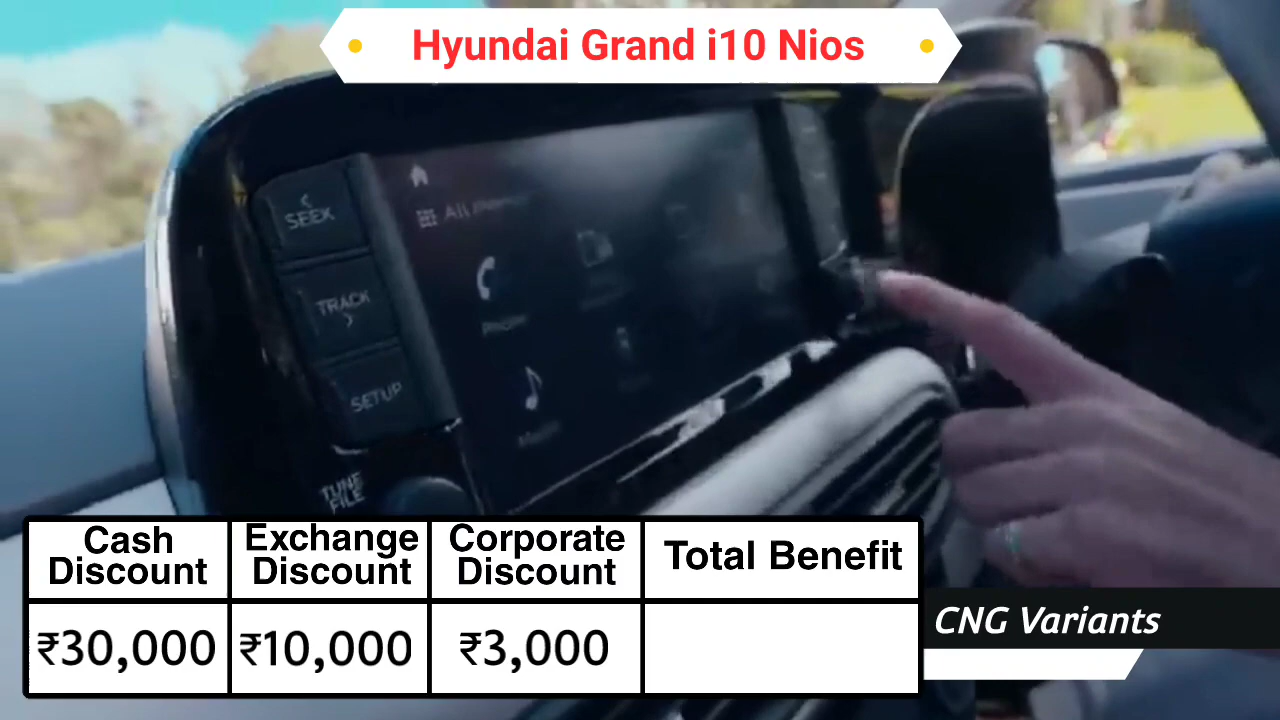 Hyundai Grand i10 Nios
SEEK
TRACK
SETUP
TUNE
FILE
Cash
Discount
Exchange
Discount
Corporate
Discount
Total Benefit
₹30,000
₹10,000
₹3,000
CNG Variants